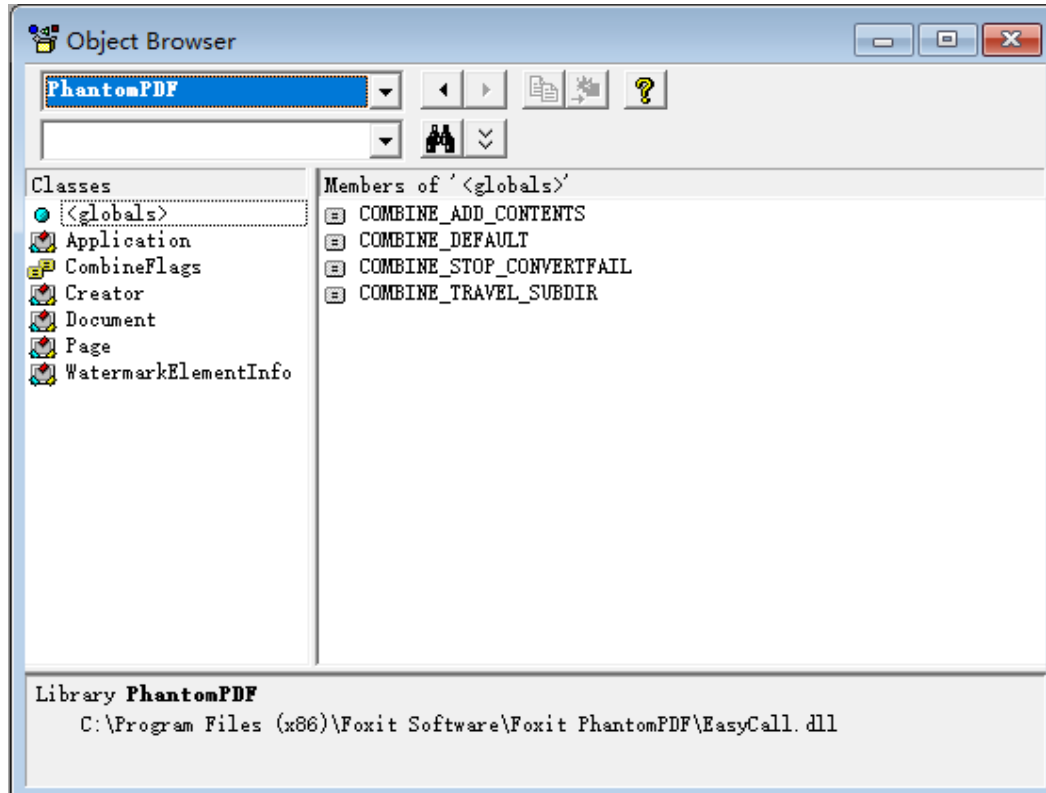 Object Browser
PhantomPDF
Classes
<globals>
Application
CombineFlags
Creator
Document
Page
WatermarkElementInfo
Members of '<globals>'
COMBINE_ADD_CONTENTS
COMBINE_DEFAULT
COMBINE_STOP_CONVERTFAIL
COMBINE_TRAVEL_SUBDIR
Library PhantomPDF
C:\Program Files (x86)\Foxit Software\Foxit PhantomPDF\EasyCall.dll